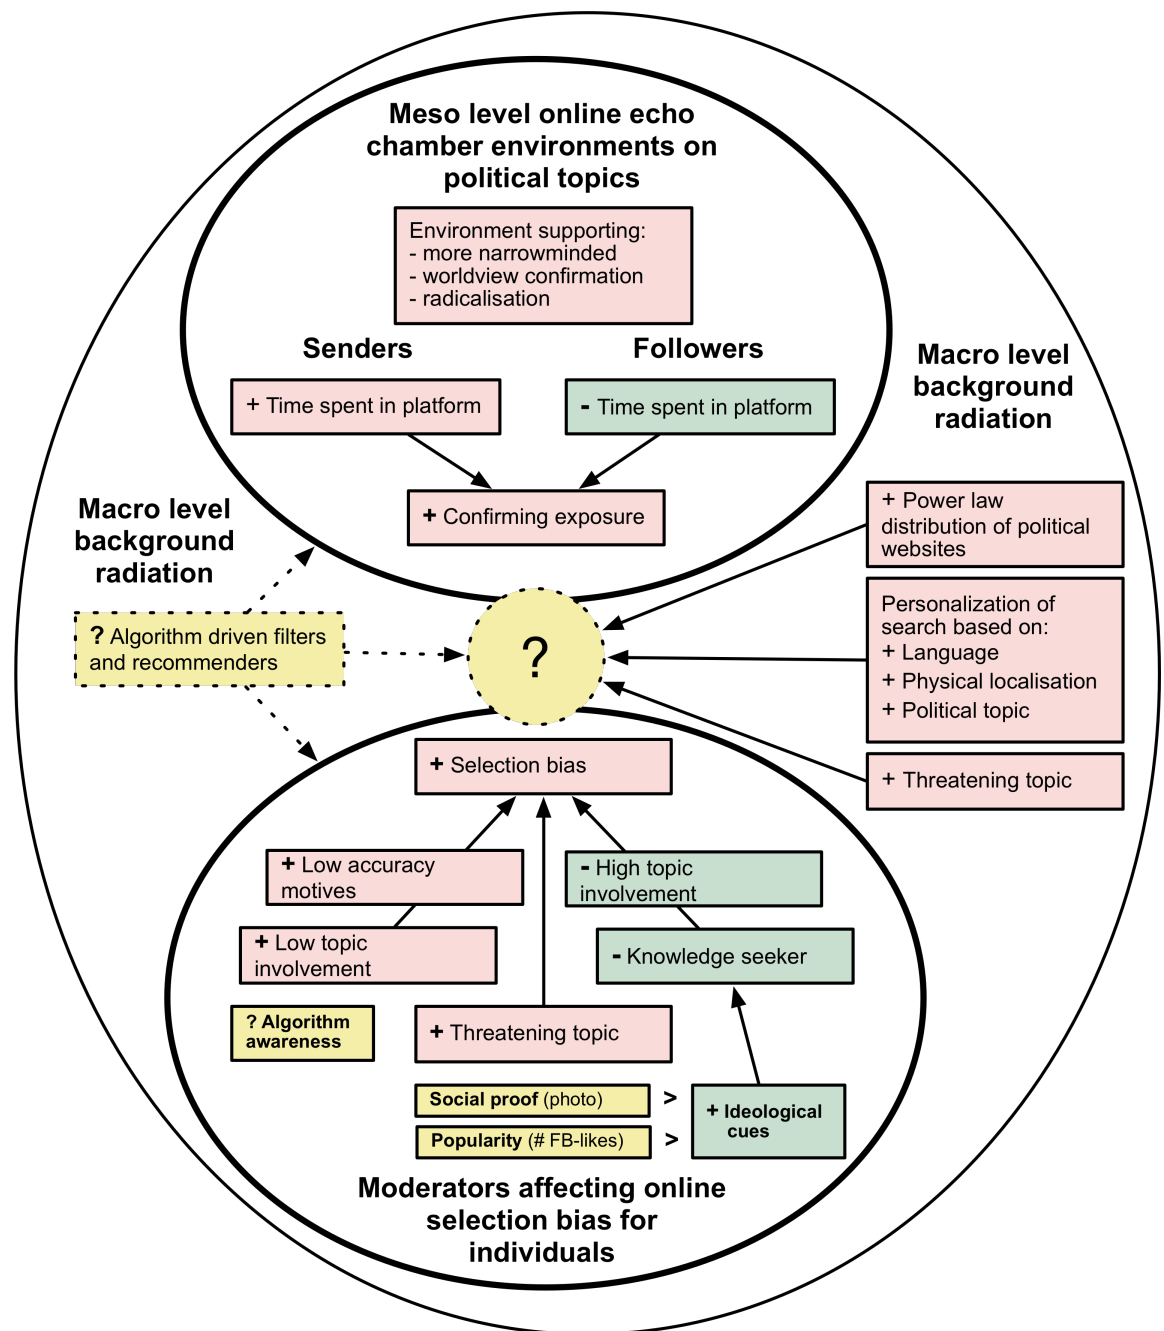 Meso level online echo
chamber environments on
political topics
Environment supporting:
- more narrowminded
- worldview confirmation
- radicalisation
Senders
Followers
+ Time spent in platform
- Time spent in platform
+ Confirming exposure
Macro level
background
radiation
Macro level
background
radiation
? Algorithm driven filters
and recommenders
?
+ Power law
distribution of political
websites
Personalization of
search based on:
+ Language
+ Physical localisation
+ Political topic
+ Threatening topic
+ Selection bias
+ Low accuracy
motives
- High topic
involvement
+ Low topic
involvement
- Knowledge seeker
? Algorithm
awareness
+ Threatening topic
Social proof (photo) >
Popularity (# FB-likes) >
+ Ideological
cues
Moderators affecting online
selection bias for
individuals